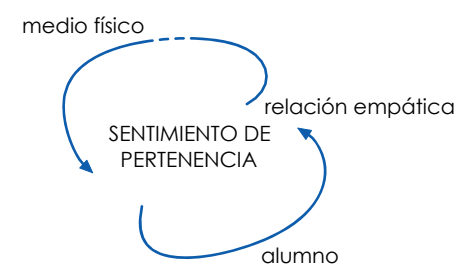 medio físico
relación empática
SENTIMIENTO DE
PERTENENCIA
alumno